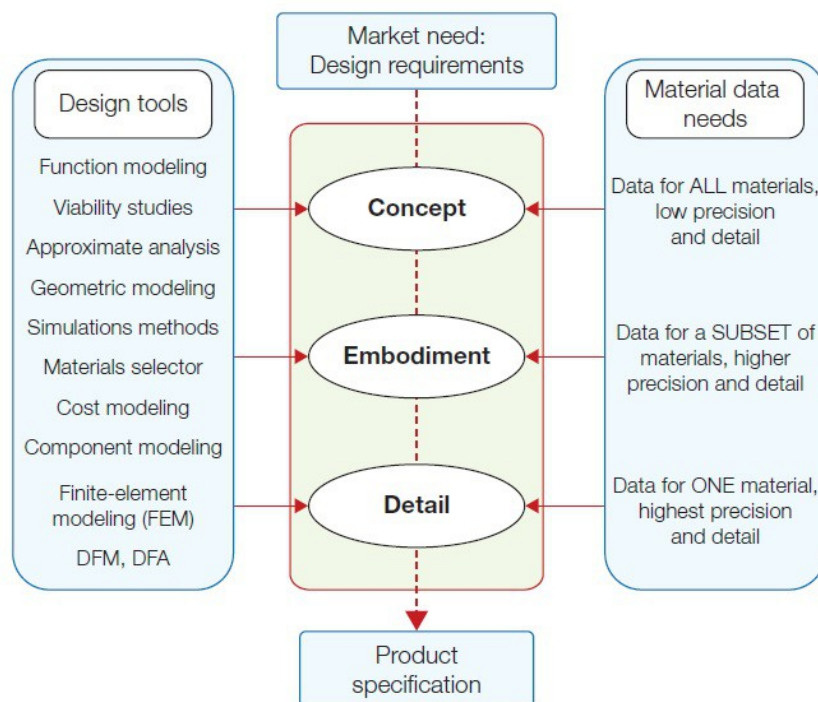 Market need:
Design requirements
Design tools
Function modeling
Viability studies
Approximate analysis
Geometric modeling
Simulations methods
Materials selector
Cost modeling
Component modeling
Finite-element
modeling (FEM)
DFM, DFA
Concept
Embodiment
Detail
Material data
needs
Data for ALL materials,
low precision
and detail
Data for a SUBSET of
materials, higher
precision and detail
Data for ONE material,
highest precision
and detail
Product
specification